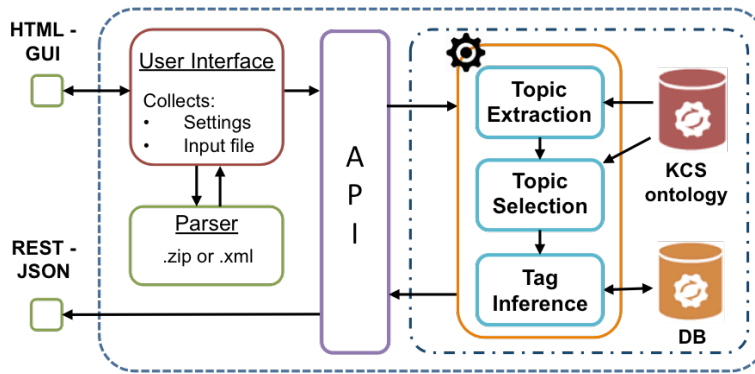 HTML -
GUI
User Interface
Collects:
• Settings
• Input file
Parser
.zip or .xml
REST -
JSON
A
P
I
Topic
Extraction
Topic
Selection
Tag
Inference
KCS
ontology
DB